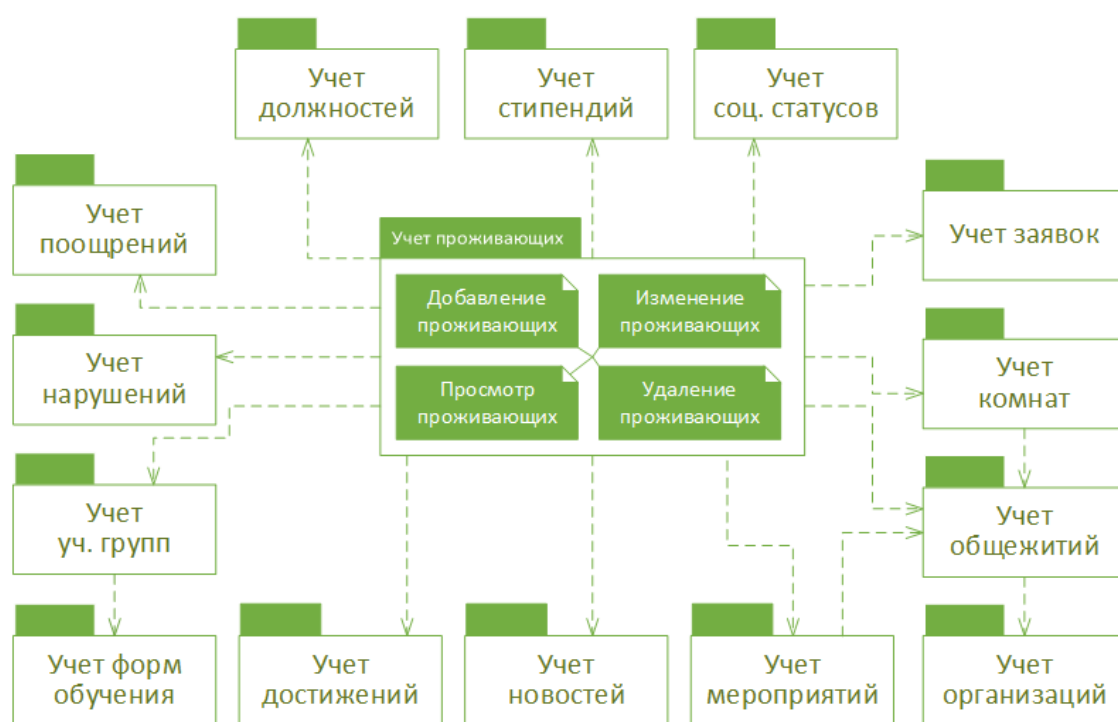 Учет
должностей
Учет
стипендий
Учет
соц. статусов
Учет
поощрений
Учет проживающих
Учет заявок
Добавление
проживающих
Изменение
проживающих
Учет
нарушений
Просмотр
проживающих
Удаление
проживающих
Учет
комнат
Учет
уч. групп
Учет
общежитий
Учет форм
обучения
Учет
достижений
Учет
новостей
Учет
мероприятий
Учет
организаций